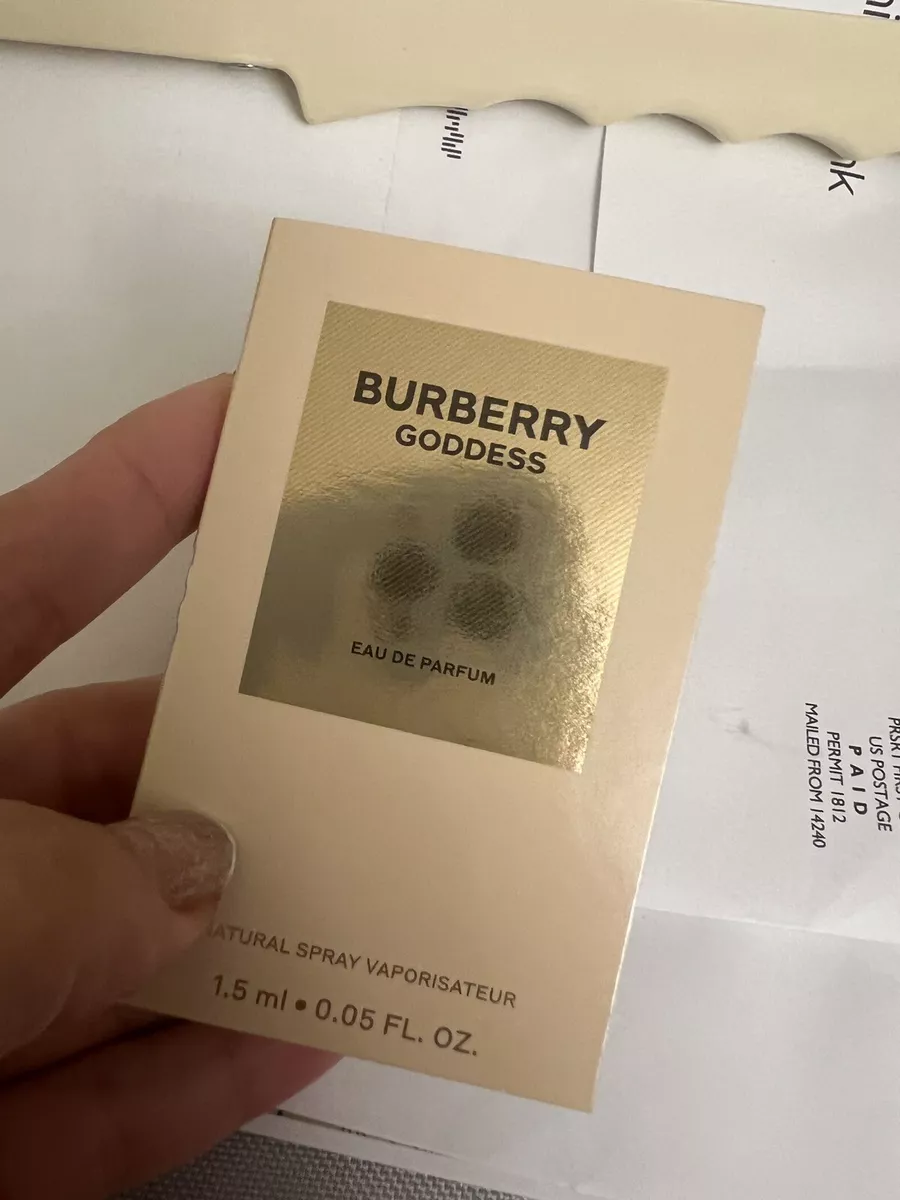 BURBERRY
GODDESS
EAU DE PARFUM
NATURAL SPRAY VAPORISATEUR
1.5 ml • 0.05 FL. OZ.
US POSTAGE
PAID
PERMIT 1812
MAILED FROM 14240